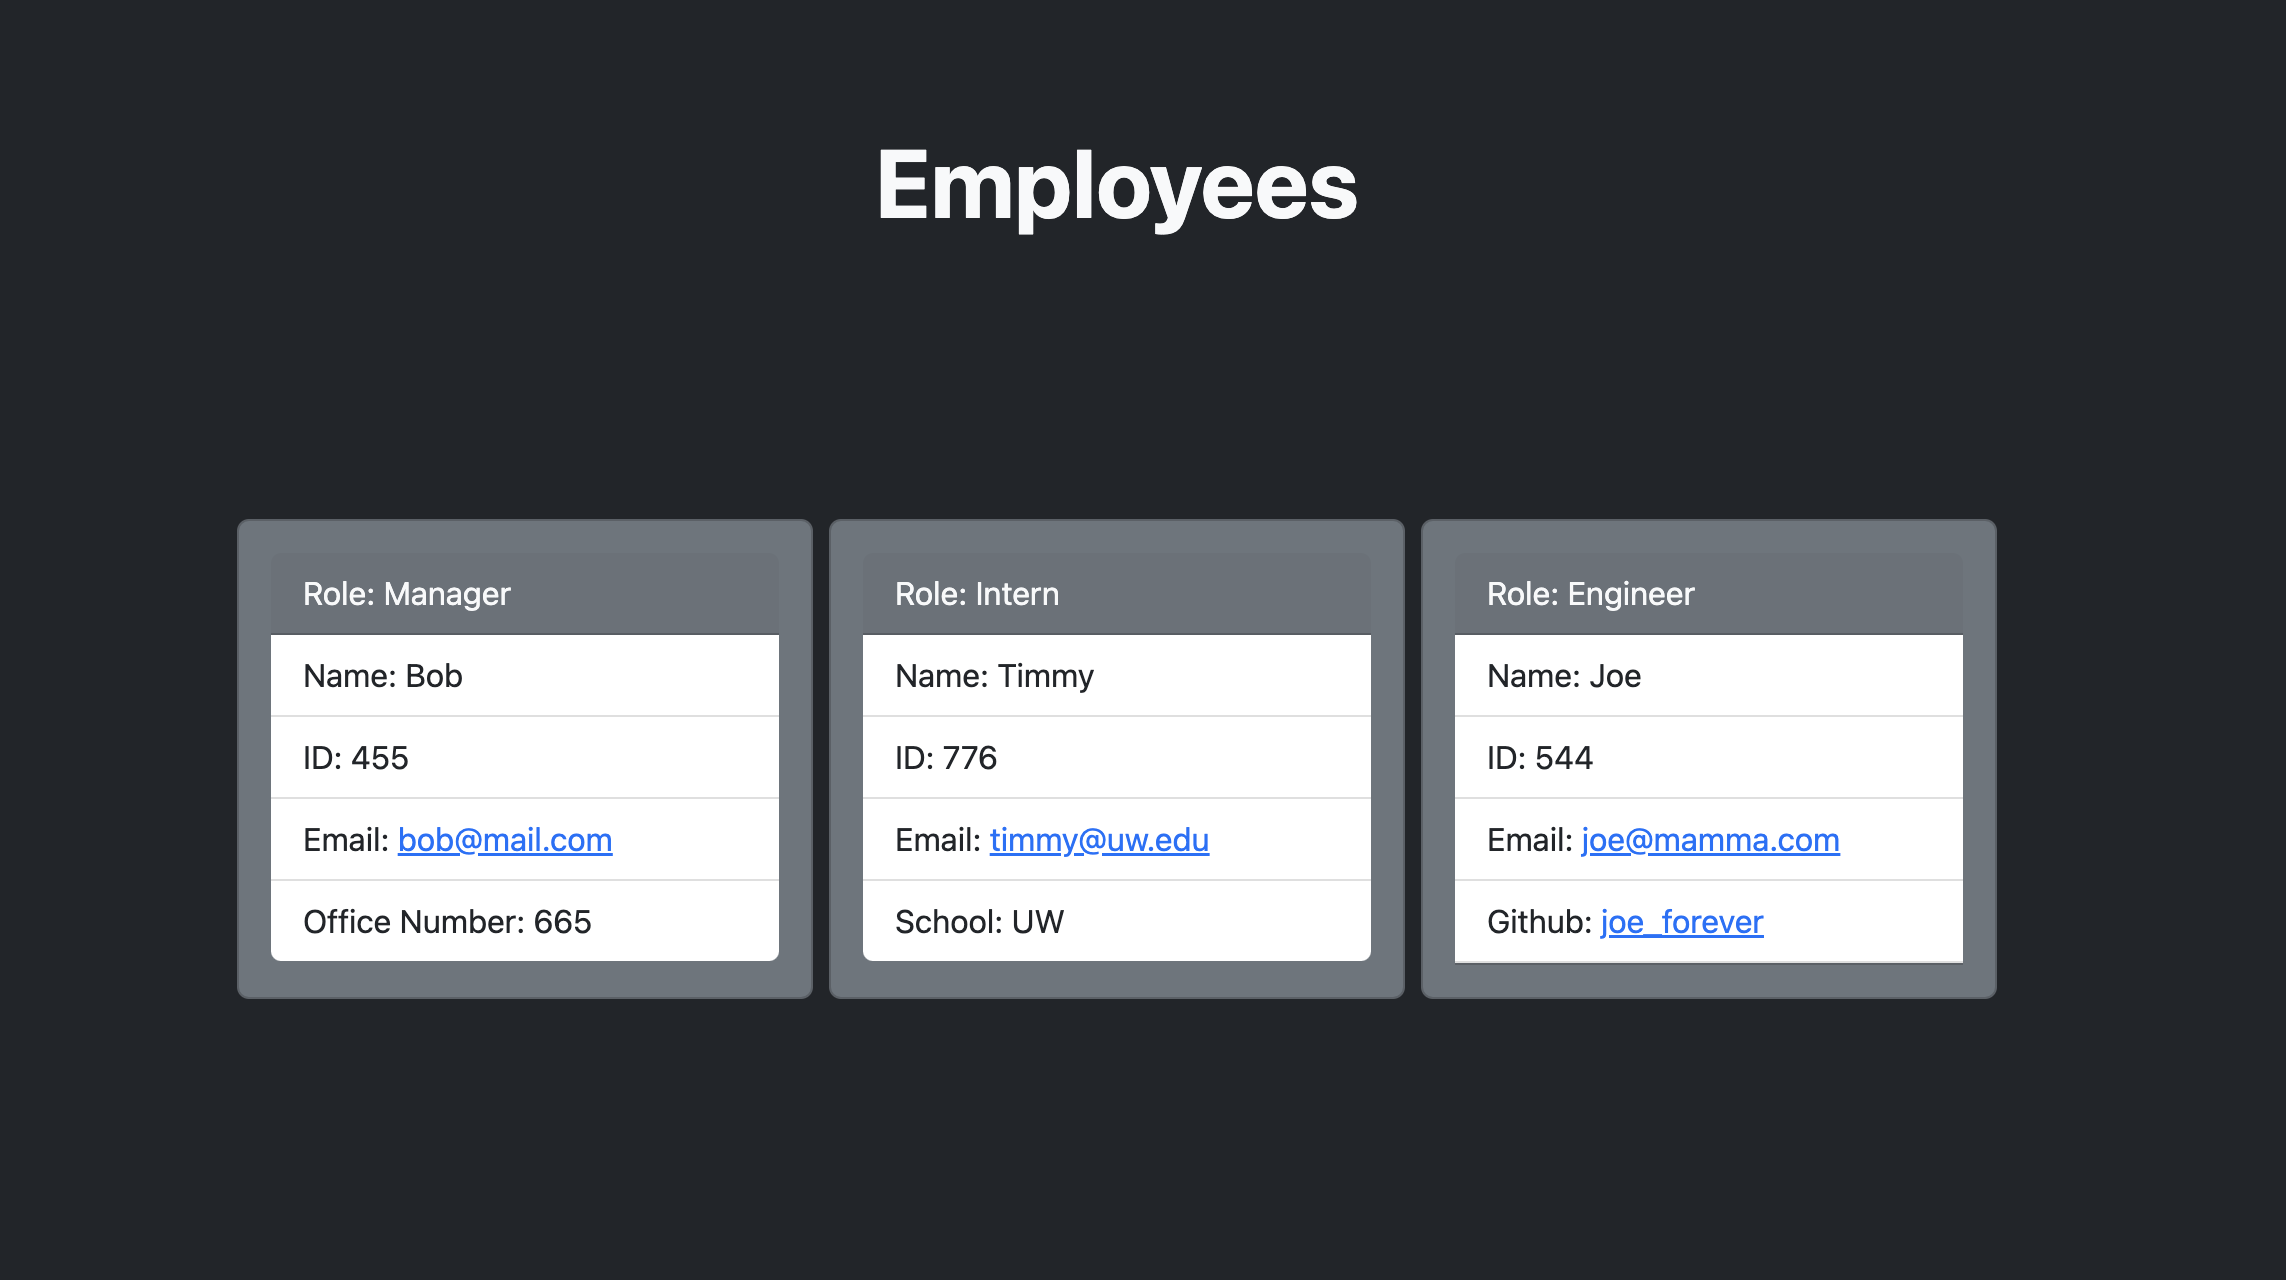 Employees
Role: Manager
Name: Bob
ID: 455
Email: bob@mail.com
Office Number: 665
Role: Intern
Name: Timmy
ID: 776
Email: timmy@uw.edu
School: UW
Role: Engineer
Name: Joe
ID: 544
Email: joe@mamma.com
Github: joe_forever